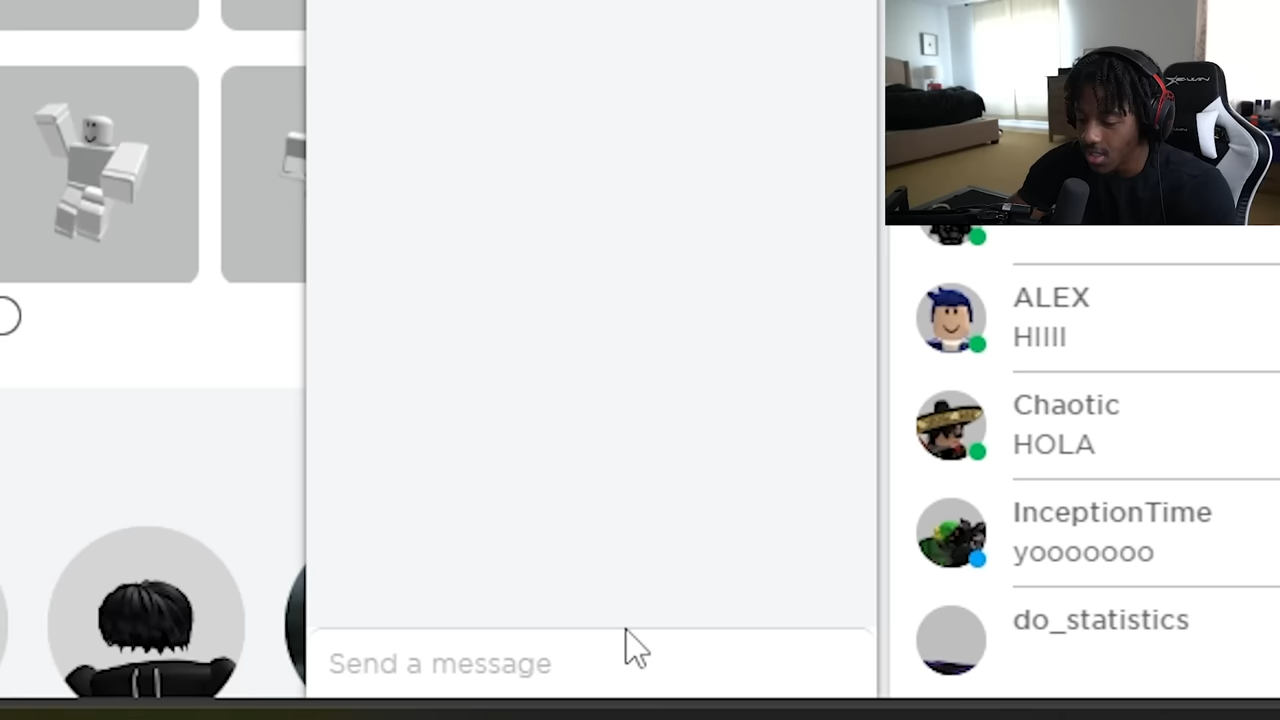 ALEX
HIIII
Chaotic
HOLA
InceptionTime
yooooooo
do_statistics
Send a message